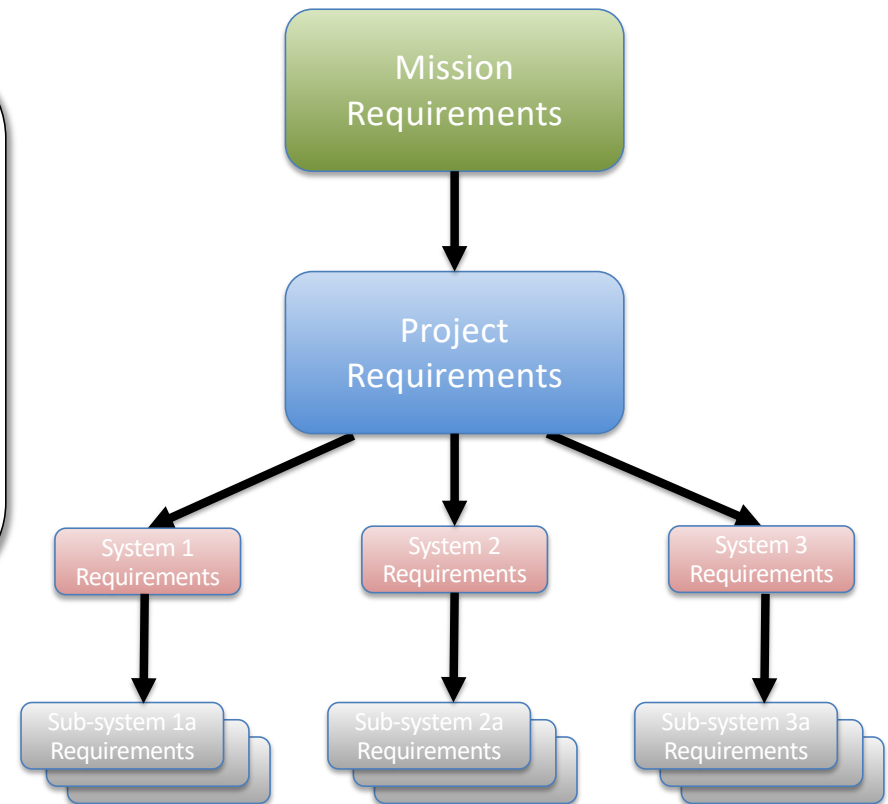 Mission
Requirements
Project
Requirements
System 1
Requirements
System 2
Requirements
System 3
Requirements
Sub-system 1a
Requirements
Sub-system 2a
Requirements
Sub-system 3a
Requirements